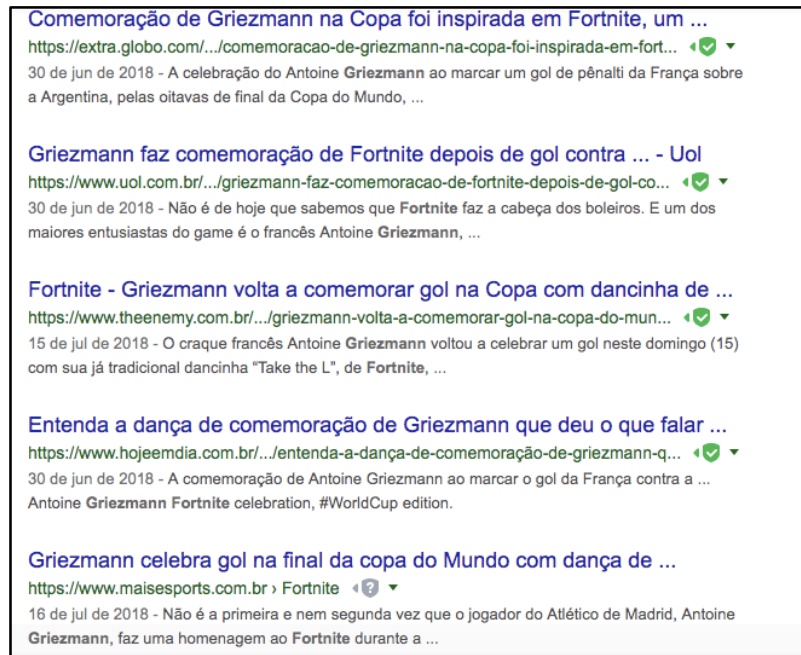 Comemoração de Griezmann na Copa foi inspirada em Fortnite, um ...
https://extra.globo.com/.../comemoracao-de-griezmann-na-copa-foi-inspirada-em-fort...
30 de jun de 2018 - A celebração do Antoine Griezmann ao marcar um gol de pênalti da França sobre
a Argentina, pelas oitavas de final da Copa do Mundo, ...
Griezmann faz comemoração de Fortnite depois de gol contra ... - Uol
https://www.uol.com.br/.../griezmann-faz-comemoracao-de-fortnite-depois-de-gol-co...
30 de jun de 2018 - Não é de hoje que sabemos que Fortnite faz a cabeça dos boleiros. E um dos
maiores entusiastas do game é o francês Antoine Griezmann, ...
Fortnite - Griezmann volta a comemorar gol na Copa com dancinha de ...
https://www.theenemy.com.br/.../griezmann-volta-a-comemorar-gol-na-copa-do-mun...
15 de jul de 2018 - O craque francês Antoine Griezmann voltou a celebrar um gol neste domingo (15)
com sua já tradicional dancinha “Take the L”, de Fortnite, ...
Entenda a dança de comemoração de Griezmann que deu o que falar ...
https://www.hojeemdia.com.br/.../entenda-a-dança-de-comemoração-de-griezmann-q...
30 de jun de 2018 - A comemoração de Antoine Griezmann ao marcar o gol da França contra a ...
Antoine Griezmann Fortnite celebration, #WorldCup edition.
Griezmann celebra gol na final da copa do Mundo com dança de ...
https://www.maisesports.com.br › Fortnite
16 de jul de 2018 - Não é a primeira e nem segunda vez que o jogador do Atlético de Madrid, Antoine
Griezmann, faz uma homenagem ao Fortnite durante a ...